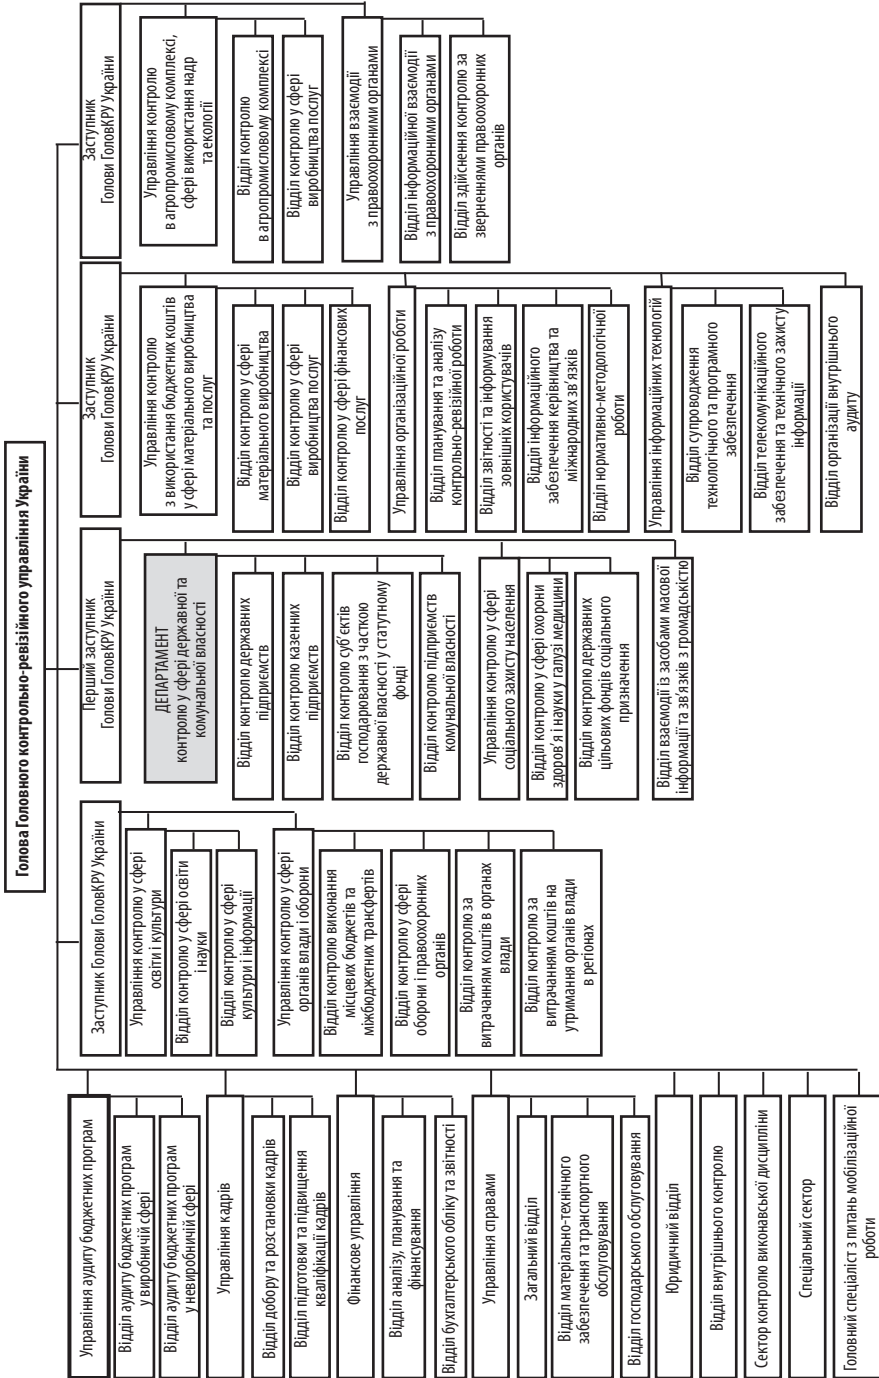 Голова Головного контрольно-ревізійного управління України
Управління аудиту бюджетних програм
Відділ аудиту бюджетних програм
у виробничій сфері
Відділ аудиту бюджетних програм
у невиробничій сфері
Управління кадрів
Відділ добору та розстановки кадрів
Відділ підготовки та підвищення
кваліфікації кадрів
Фінансове управління
Відділ аналізу, планування та
фінансування
Відділ бухгалтерського обліку та звітності
Управління справами
Загальний відділ
Відділ матеріально-технічного
забезпечення та транспортного
обслуговування
Відділ господарського обслуговування
Юридичний відділ
Відділ внутрішнього контролю
Сектор контролю виконавської дисципліни
Спеціальний сектор
Головний спеціаліст з питань мобілізаційної
роботи
Заступник Голови ГоловКРУ України
Управління контролю у сфері
освіти і культури
Відділ контролю у сфері освіти
і науки
Відділ контролю у сфері
культури і інформації
Управління контролю у сфері
органів влади і оборони
Відділ контролю виконання
місцевих бюджетів та
міжбюджетних трансфертів
Відділ контролю у сфері
оборони і правоохоронних
органів
Відділ контролю за
витрачанням коштів в органах
влади
Відділ контролю за
витрачанням коштів на
утримання органів влади
в регіонах
Перший заступник
Голови ГоловКРУ України
ДЕПАРТАМЕНТ
контролю у сфері державної та
комунальної власності
Відділ контролю державних
підприємств
Відділ контролю казенних
підприємств
Відділ контролю суб'єктів
господарювання з часткою
державної власності у статутному
фонді
Відділ контролю підприємств
комунальної власності
Управління контролю у сфері
соціального захисту населення
Відділ контролю у сфері охорони
здоров'я і науки у галузі медицини
Відділ контролю державних
цільових фондів соціального
призначення
Відділ взаємодії із засобами масової
інформації та зв'язків з громадськістю
Заступник
Голови ГоловКРУ України
Управління контролю
з використання бюджетних коштів
у сфері матеріального виробництва
та послуг
Відділ контролю у сфері
матеріального виробництва
Відділ контролю у сфері
виробництва послуг
Відділ контролю у сфері фінансових
послуг
Управління організаційної роботи
Відділ планування та аналізу
контрольно-ревізійної роботи
Відділ звітності та інформування
зовнішніх користувачів
Відділ інформаційного
забезпечення керівництва та
міжнародних зв'язків
Відділ нормативно-методологічної
роботи
Управління інформаційних технологій
Відділ супроводження
технологічного та програмного
забезпечення
Відділ телекомунікаційного
забезпечення та технічного захисту
інформації
Відділ організації внутрішнього
аудиту
Заступник
Голови ГоловКРУ України
Управління контролю
в агропромисловому комплексі,
сфері використання надр
та екології
Відділ контролю
в агропромисловому комплексі
Відділ контролю у сфері
виробництва послуг
Управління взаємодії
з правоохоронними органами
Відділ інформаційної взаємодії
з правоохоронними органами
Відділ здійснення контролю за
зверненнями правоохоронних
органів